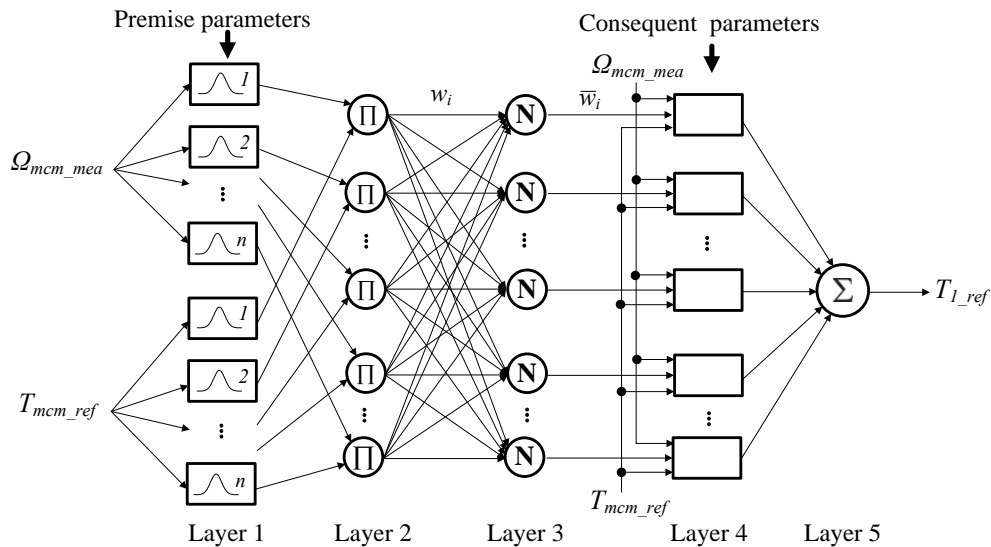 Premise parameters
Consequent parameters
Ω_mcm_mea
1
2
n
Ω_mcm_mea
1
2
n
T_mcm_ref
∏
∏
∏
∏
∏
w_i
N
N
N
N
N
w̅_i
T_mcm_ref
Σ
T_1_ref
Layer 1
Layer 2
Layer 3
Layer 4
Layer 5